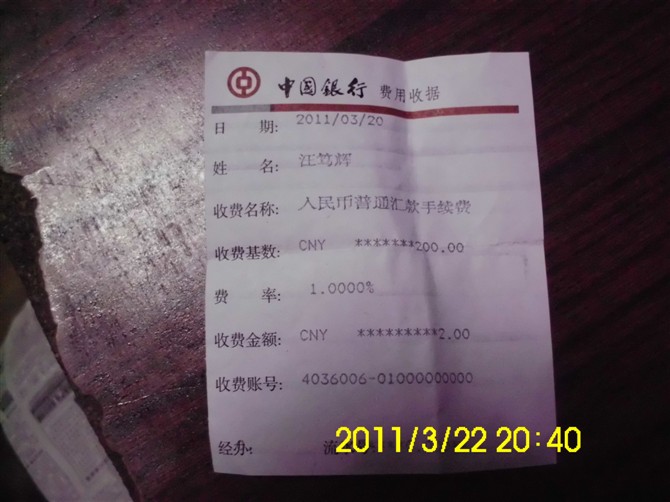 中国银行 费用收据
日 期: 2011/03/20
姓 名: 汪笃辉
收费名称: 人民币普通汇款手续费
收费基数: CNY *******200.00
费 率: 1.0000%
收费金额: CNY *********2.00
收费账号: 4036006-01000000000
经办: 流
2011/3/22 20:40